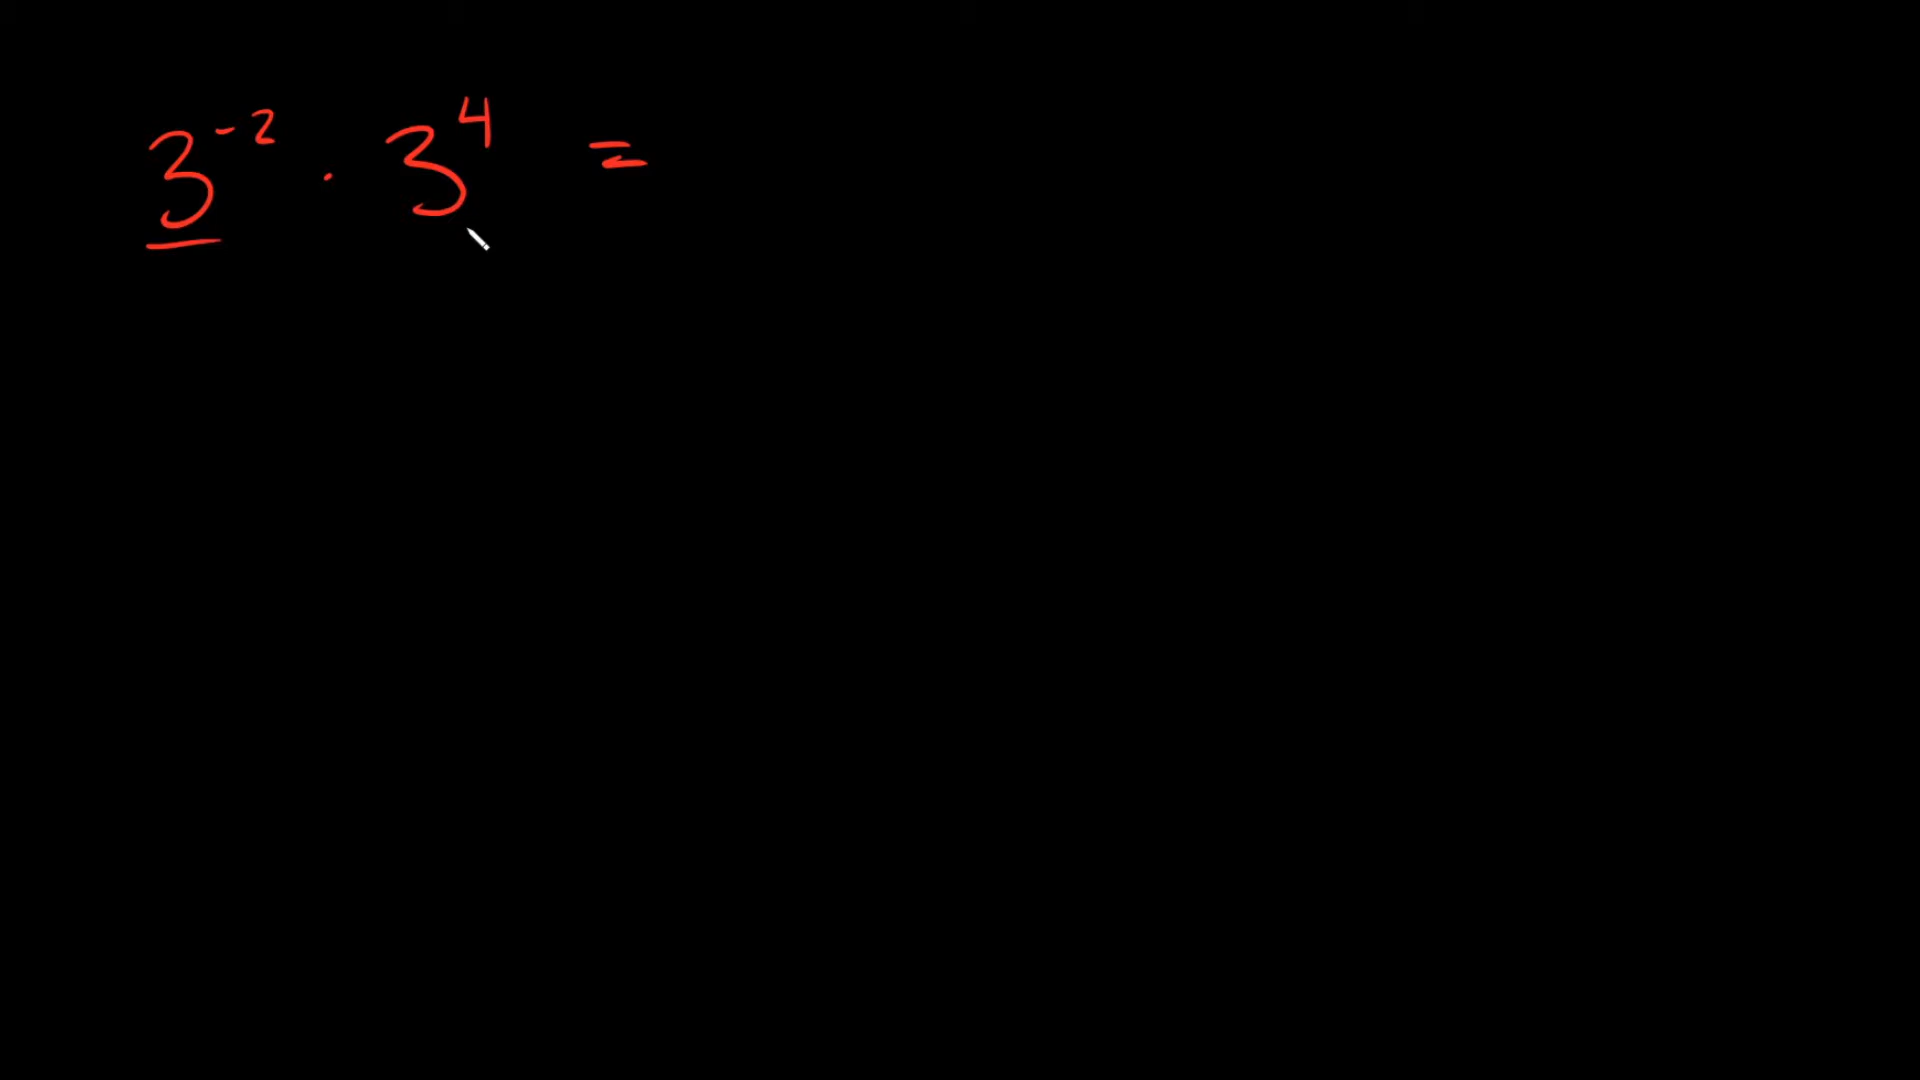 3⁻² · 3⁴ =